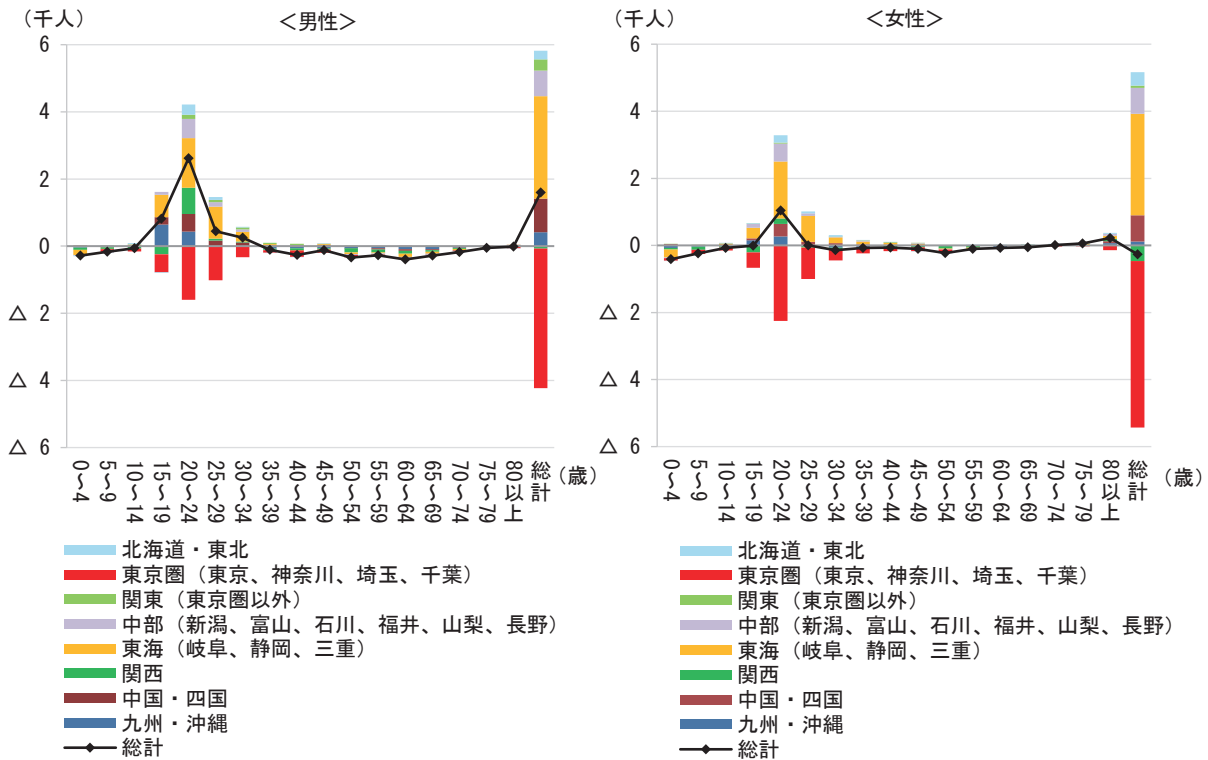 （千人）
＜男性＞
6
4
2
0
△ 2
△ 4
△ 6
0～4
5～9
10～14
15～19
20～24
25～29
30～34
35～39
40～44
45～49
50～54
55～59
60～64
65～69
70～74
75～79
80以上
総計
（歳）
北海道・東北
東京圏（東京、神奈川、埼玉、千葉）
関東（東京圏以外）
中部（新潟、富山、石川、福井、山梨、長野）
東海（岐阜、静岡、三重）
関西
中国・四国
九州・沖縄
総計
（千人）
＜女性＞
6
4
2
0
△ 2
△ 4
△ 6
0～4
5～9
10～14
15～19
20～24
25～29
30～34
35～39
40～44
45～49
50～54
55～59
60～64
65～69
70～74
75～79
80以上
総計
（歳）
北海道・東北
東京圏（東京、神奈川、埼玉、千葉）
関東（東京圏以外）
中部（新潟、富山、石川、福井、山梨、長野）
東海（岐阜、静岡、三重）
関西
中国・四国
九州・沖縄
総計